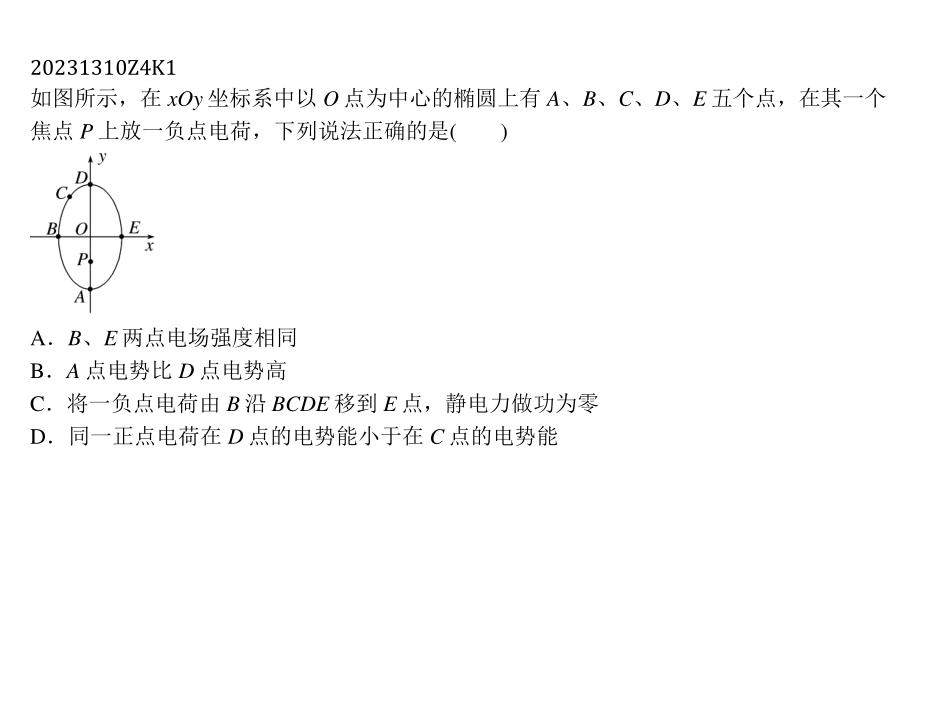 20231310Z4K1
如图所示，在 xOy 坐标系中以 O 点为中心的椭圆上有 A、B、C、D、E 五个点，在其一个
焦点 P 上放一负点电荷，下列说法正确的是(　　)
y
D
C
B O E
x
P
A
A．B、E 两点电场强度相同
B．A 点电势比 D 点电势高
C．将一负点电荷由 B 沿 BCDE 移到 E 点，静电力做功为零
D．同一正点电荷在 D 点的电势能小于在 C 点的电势能